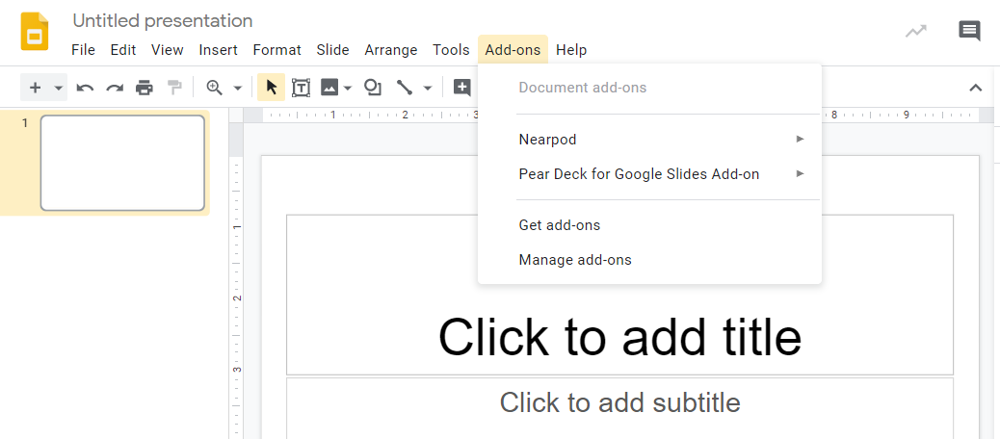 Untitled presentation
File Edit View Insert Format Slide Arrange Tools Add-ons Help
Document add-ons
1 1 2 3 8 9
Nearpod
Pear Deck for Google Slides Add-on
Get add-ons
1
Manage add-ons
2
Click to add title
3
Click to add subtitle